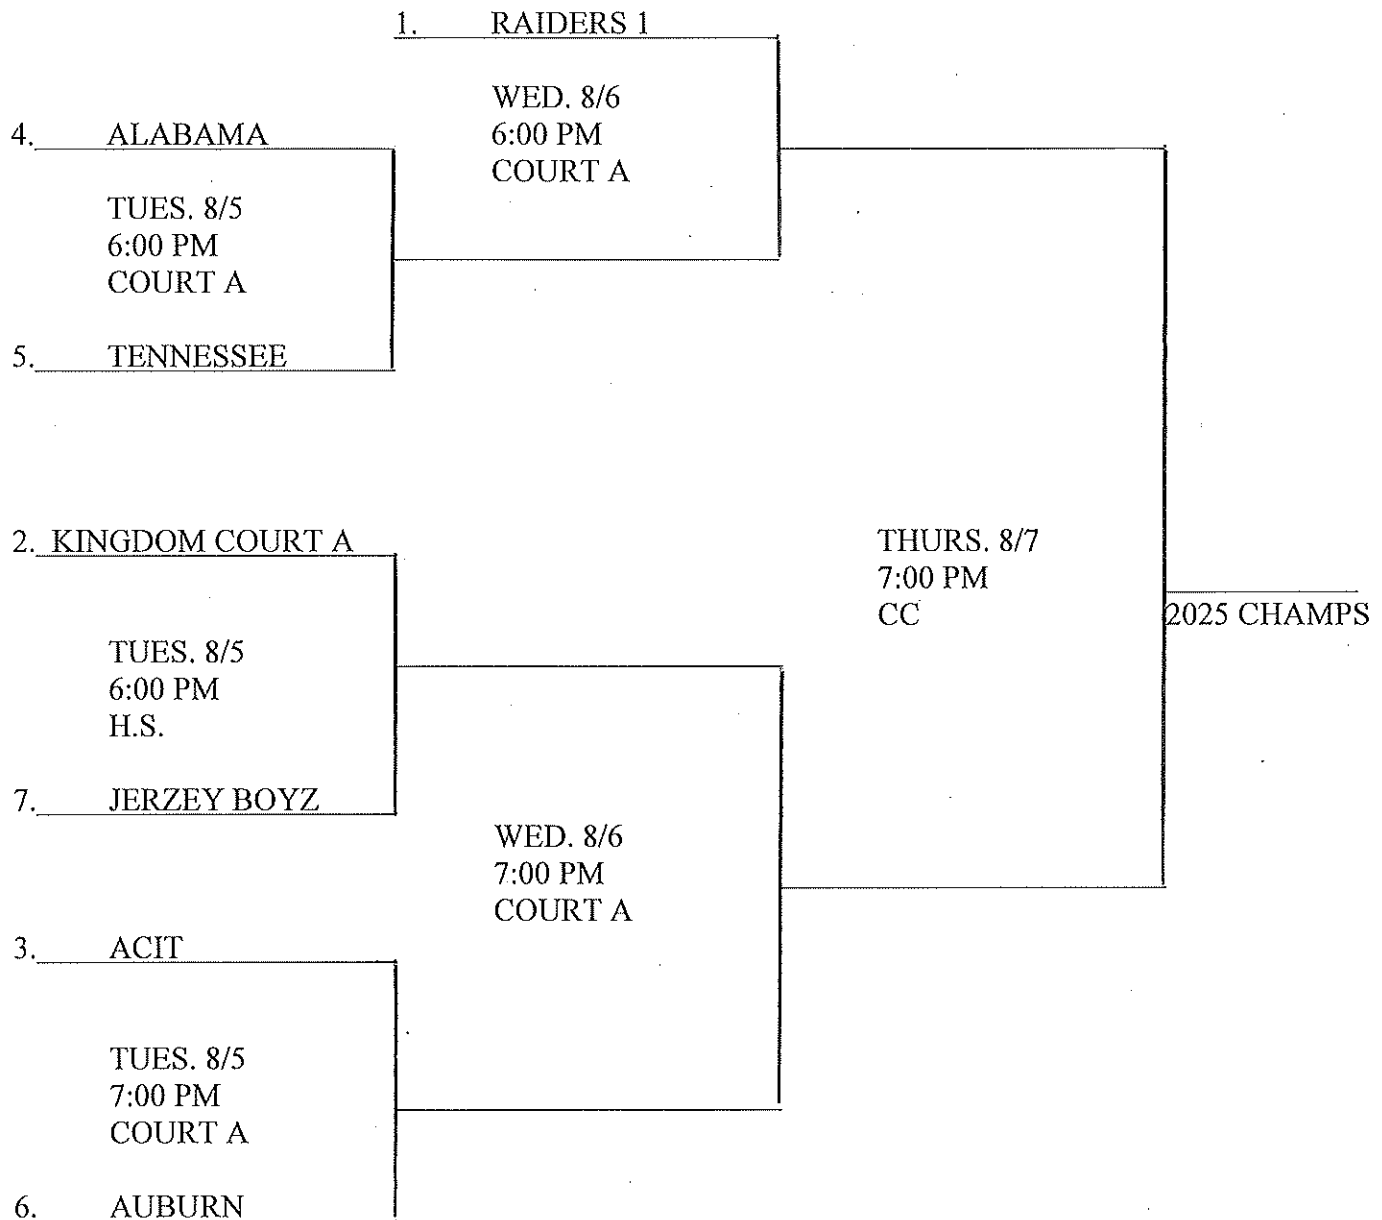 1. RAIDERS 1
WED. 8/6
6:00 PM
COURT A
4. ALABAMA
TUES. 8/5
6:00 PM
COURT A
5. TENNESSEE
2. KINGDOM COURT A
TUES. 8/5
6:00 PM
H.S.
7. JERZEY BOYZ
THURS. 8/7
7:00 PM
CC
2025 CHAMPS
WED. 8/6
7:00 PM
COURT A
3. ACIT
TUES. 8/5
7:00 PM
COURT A
6. AUBURN